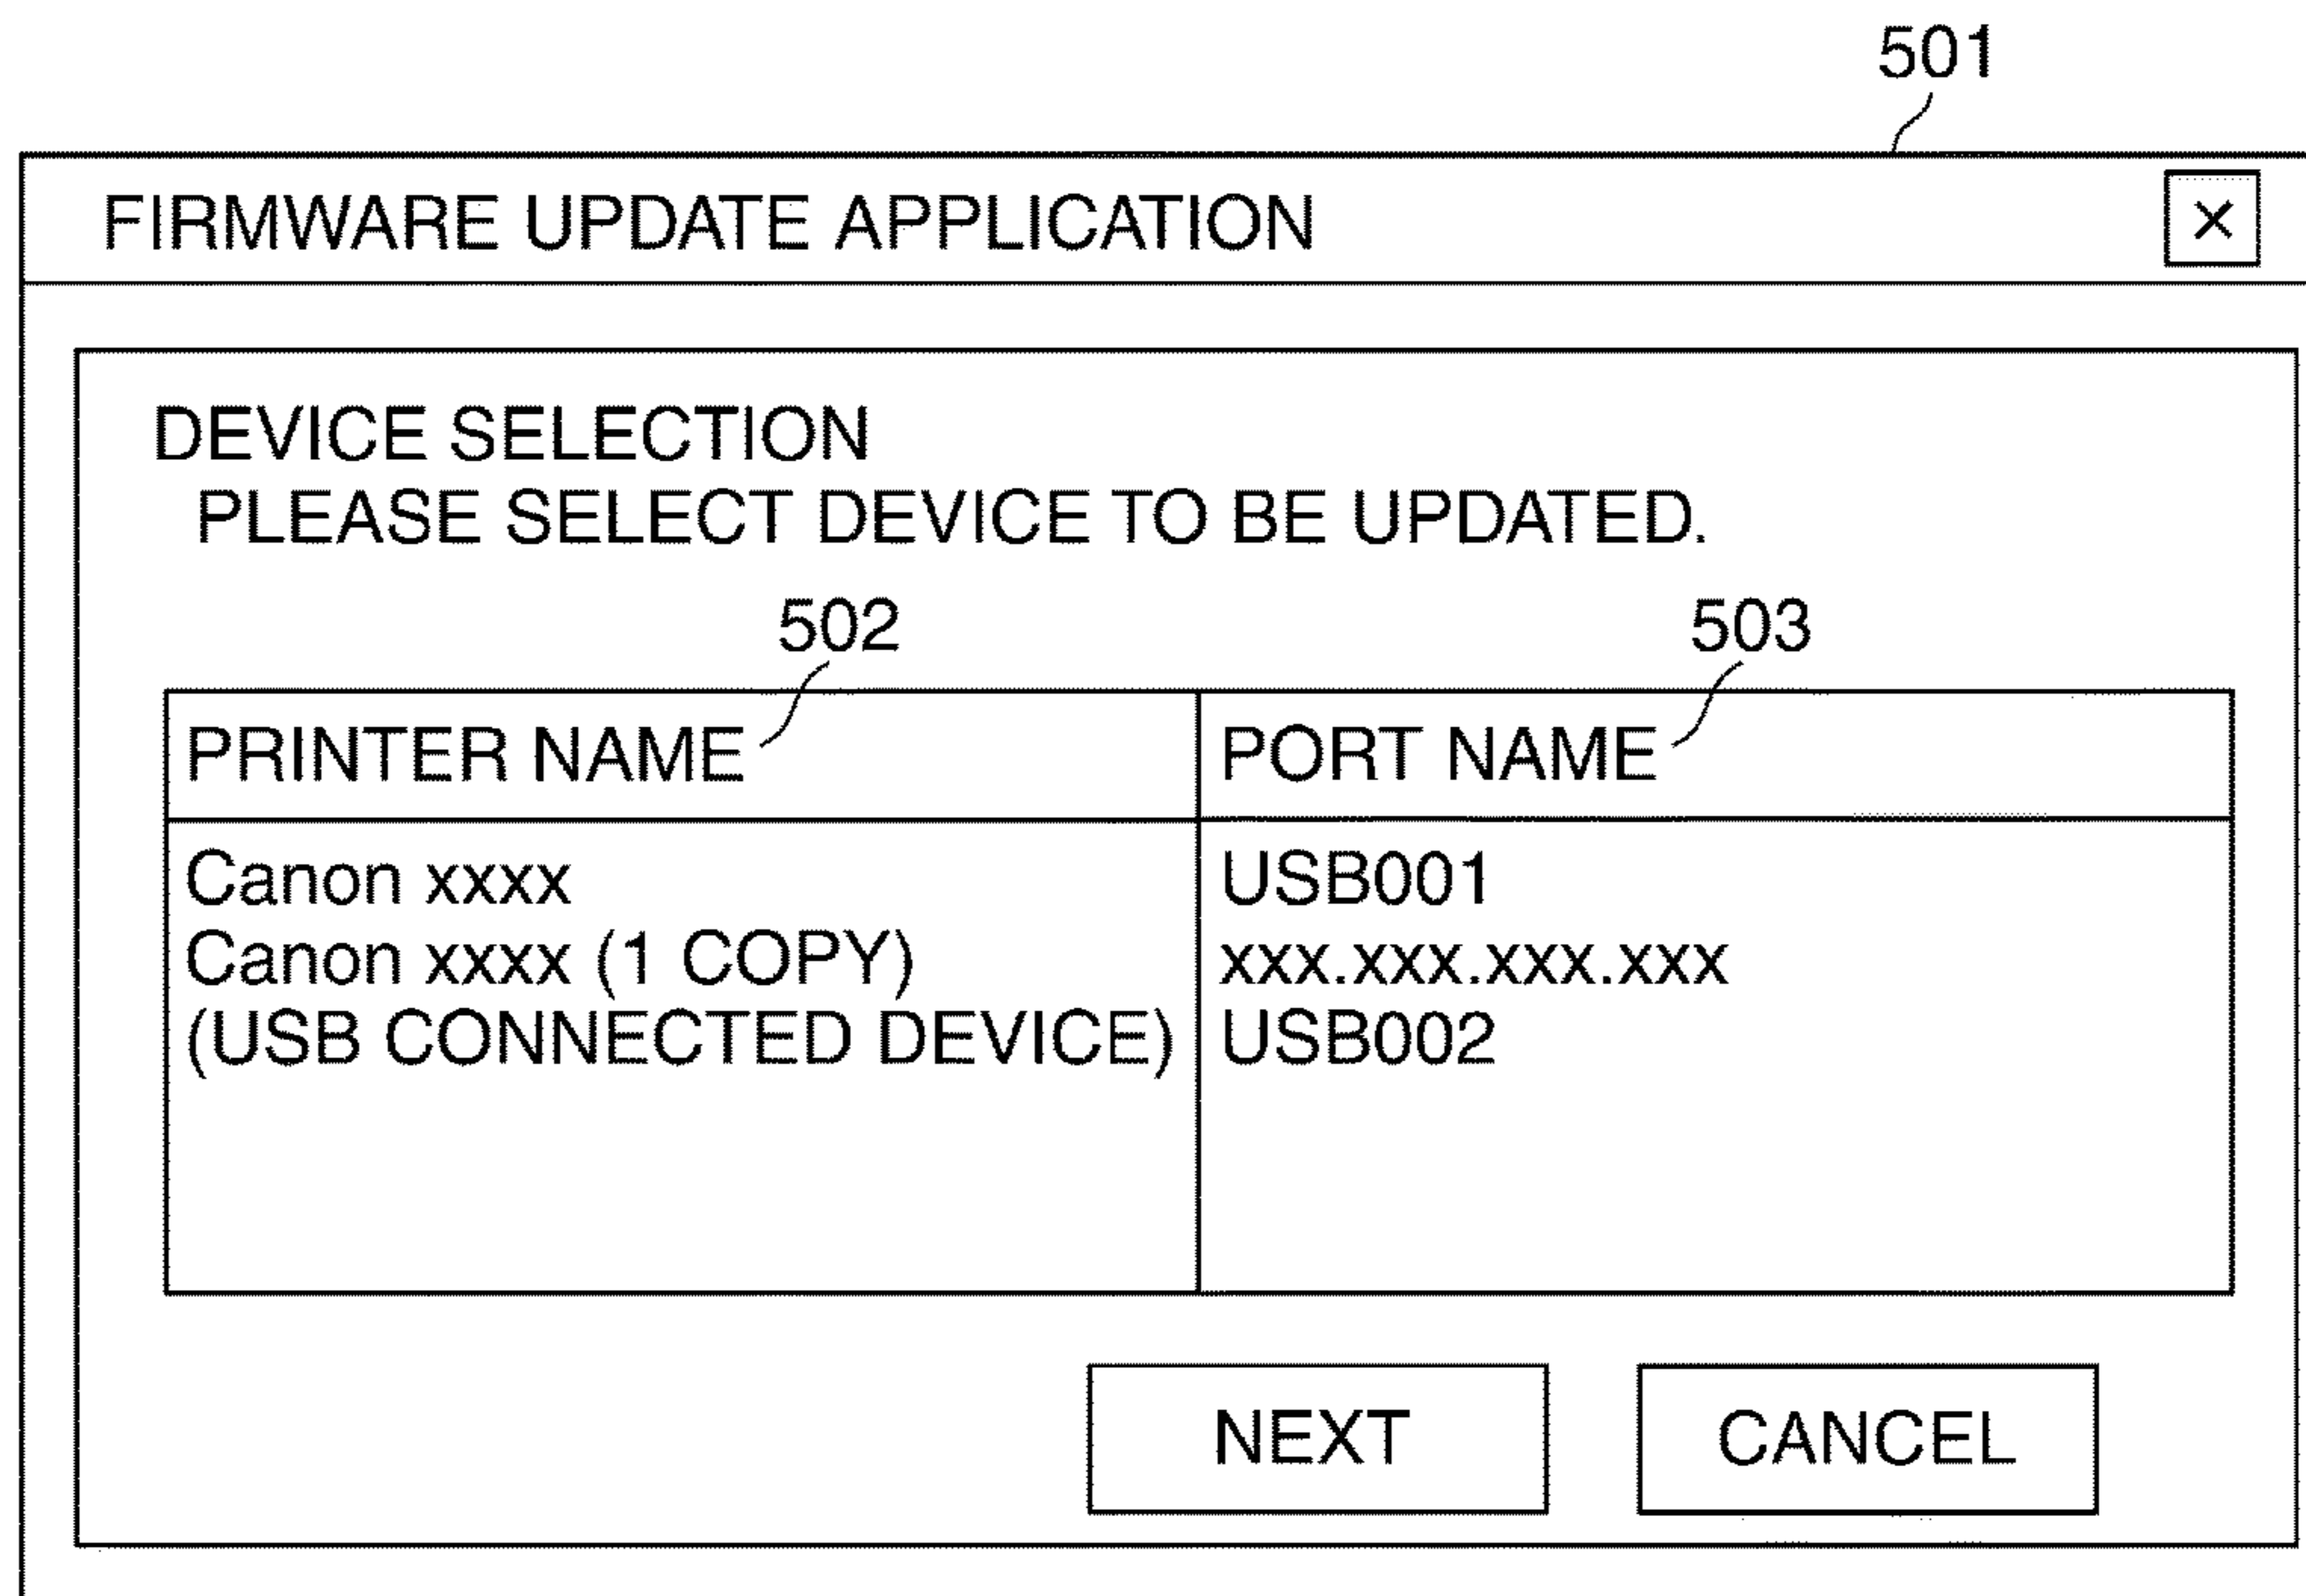 501
FIRMWARE UPDATE APPLICATION ×
DEVICE SELECTION
PLEASE SELECT DEVICE TO BE UPDATED.
502 503
PRINTER NAME PORT NAME
Canon xxxx USB001
Canon xxxx (1 COPY) xxx.xxx.xxx.xxx
(USB CONNECTED DEVICE) USB002
NEXT CANCEL